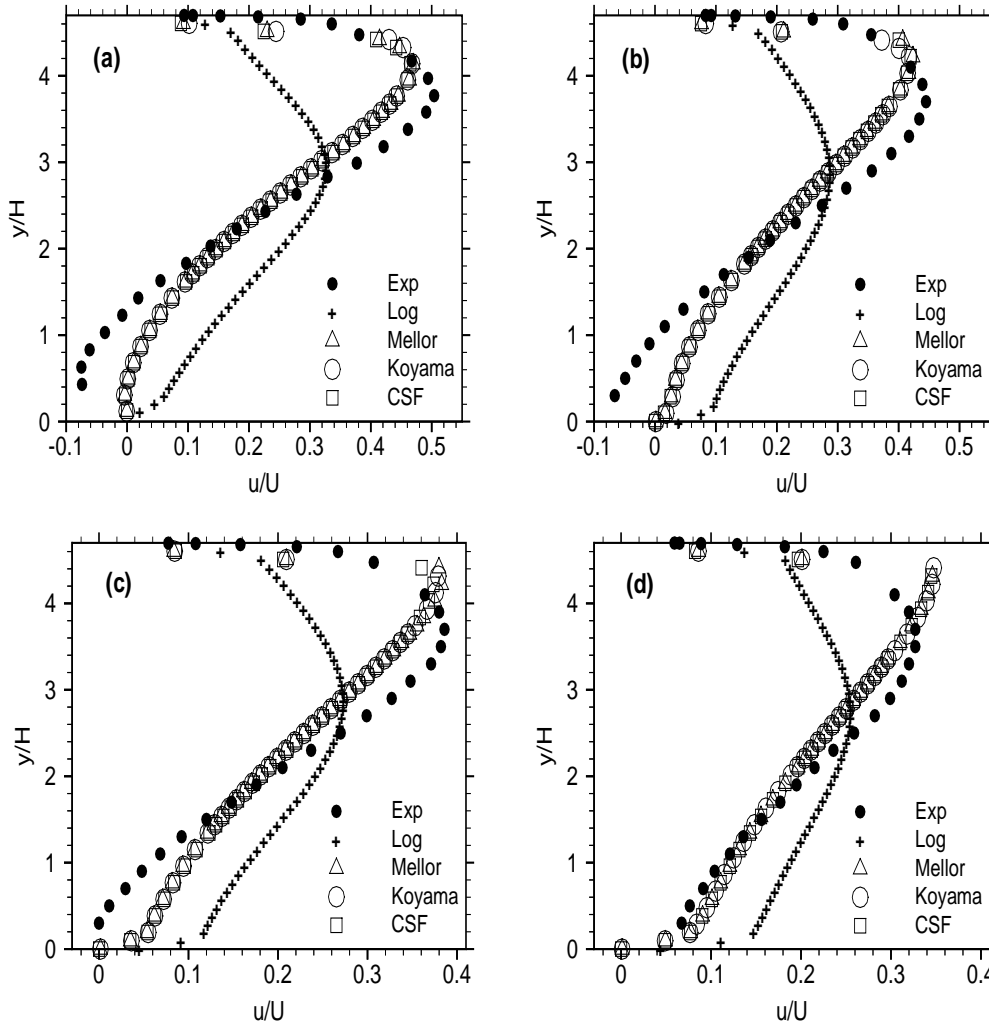 (a)
y/H
4
3
2
1
0
Exp
Log
Mellor
Koyama
CSF
-0.1 0 0.1 0.2 0.3 0.4 0.5
u/U
(b)
y/H
4
3
2
1
0
Exp
Log
Mellor
Koyama
CSF
-0.1 0 0.1 0.2 0.3 0.4 0.5
u/U
(c)
y/H
4
3
2
1
0
Exp
Log
Mellor
Koyama
CSF
0 0.1 0.2 0.3 0.4
u/U
(d)
y/H
4
3
2
1
0
Exp
Log
Mellor
Koyama
CSF
0 0.1 0.2 0.3 0.4
u/U